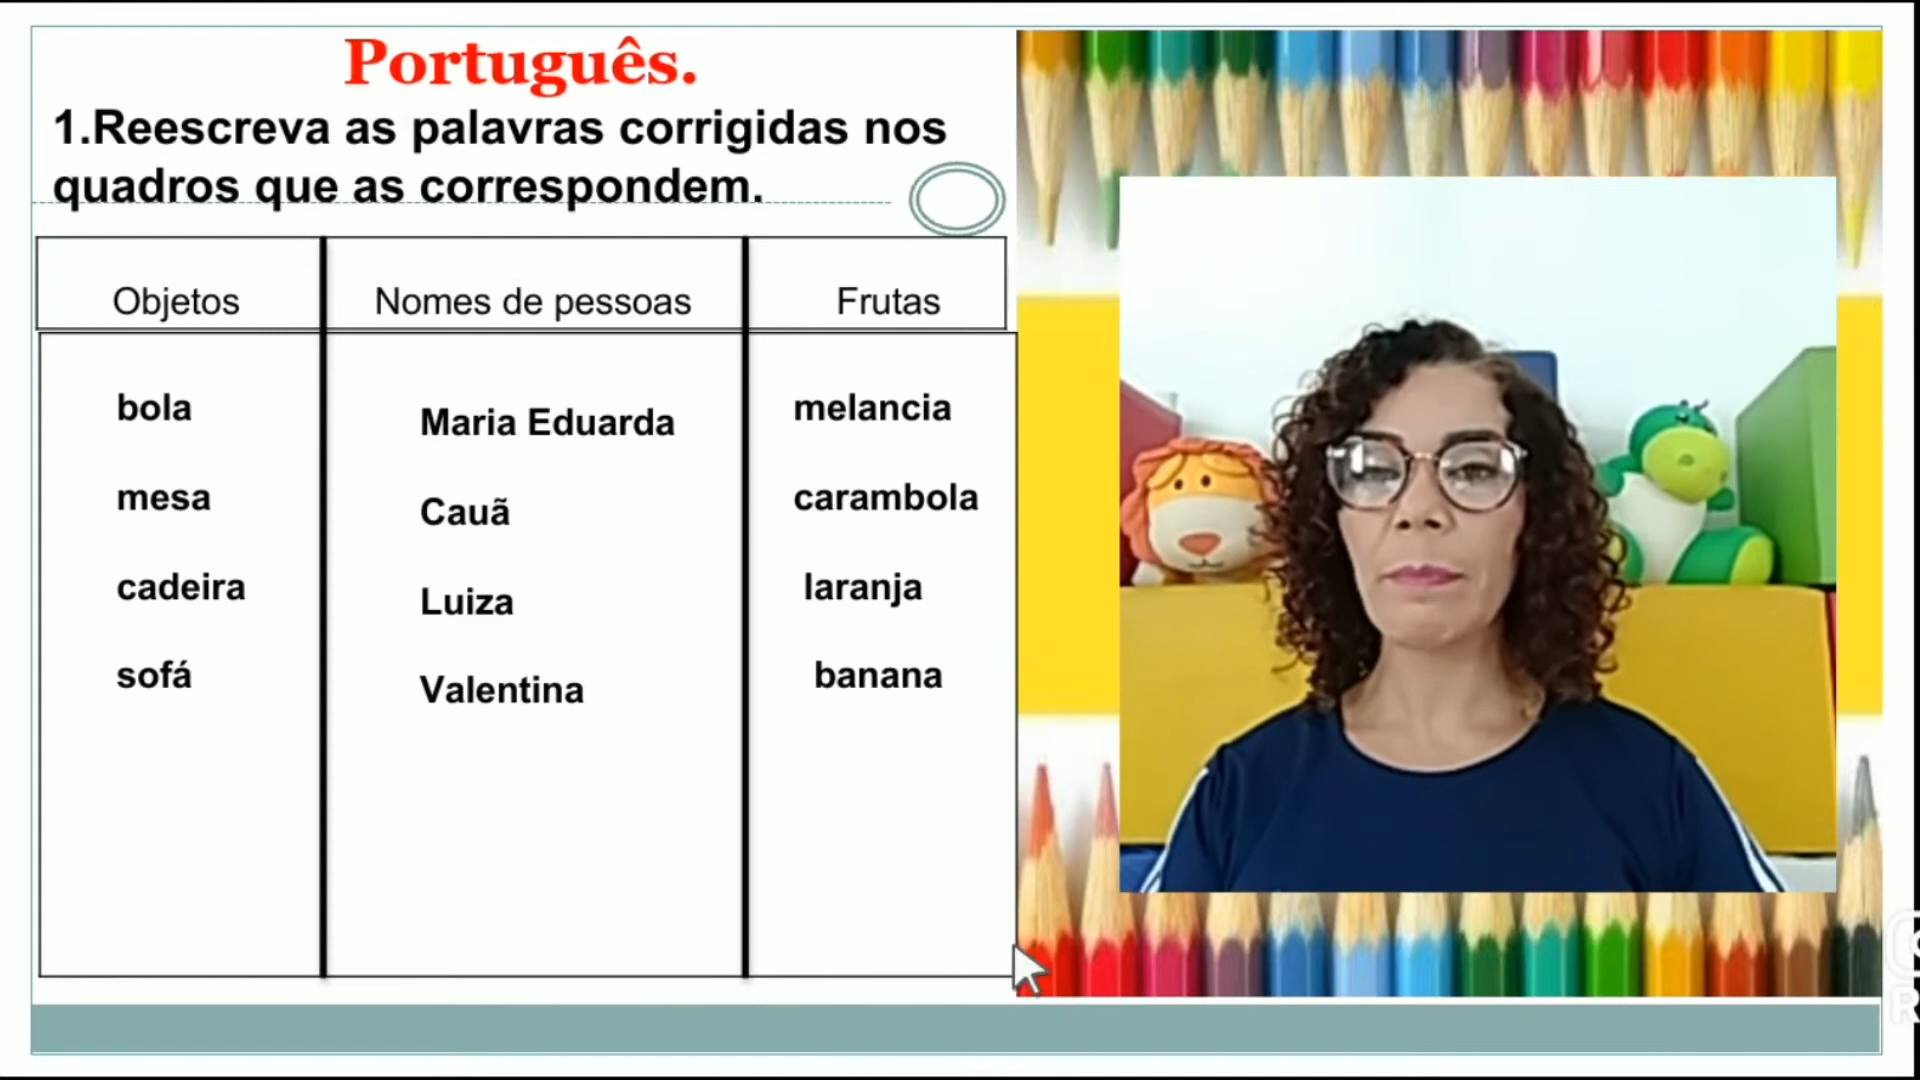 Português.
1.Reescreva as palavras corrigidas nos
quadros que as correspondem.
Objetos Nomes de pessoas Frutas
bola Maria Eduarda melancia
mesa Cauã carambola
cadeira Luiza laranja
sofá Valentina banana